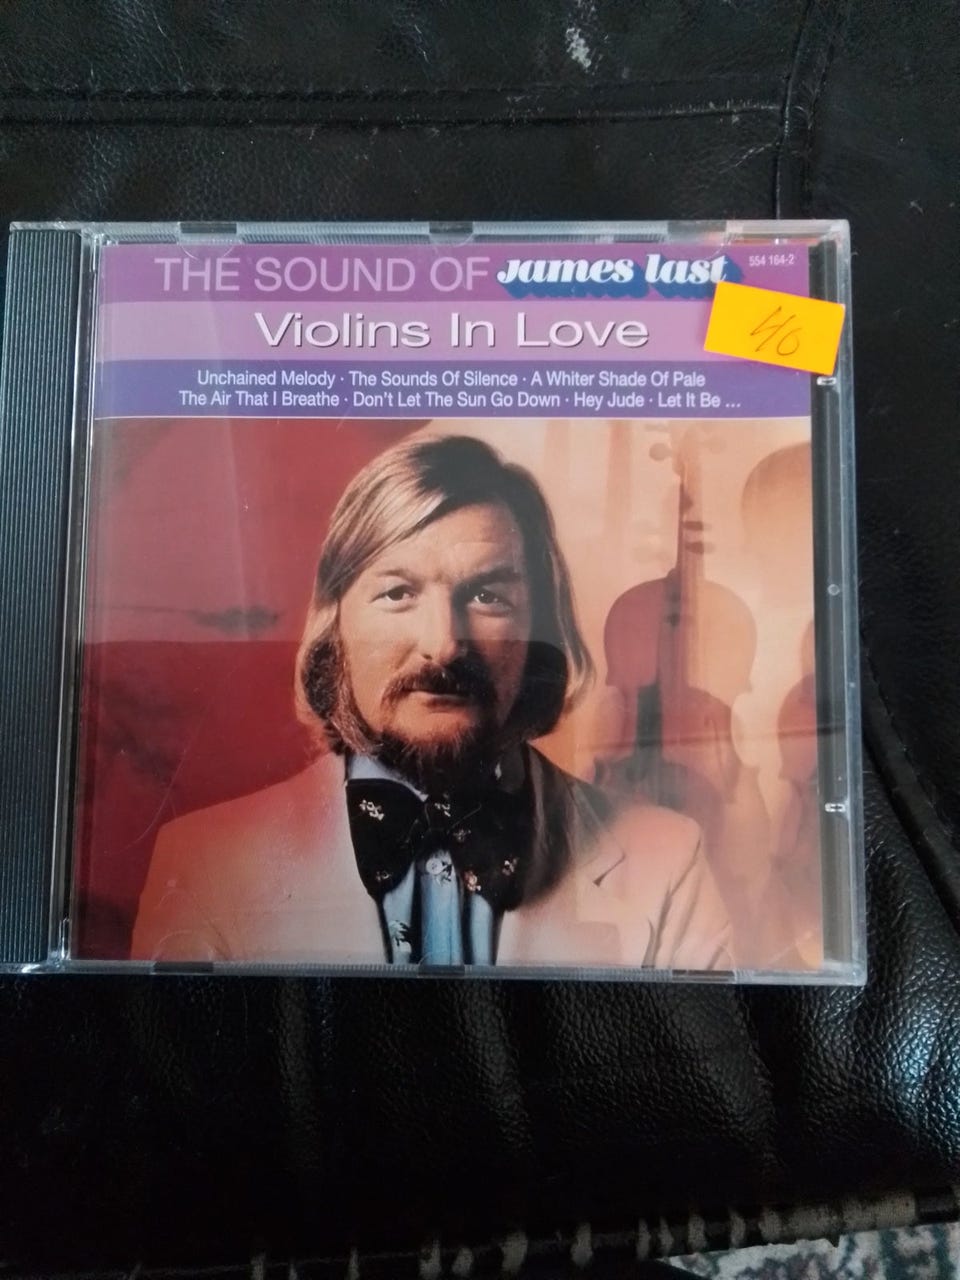 THE SOUND OF james last
554 164-2
40
Violins In Love
Unchained Melody · The Sounds Of Silence · A Whiter Shade Of Pale
The Air That I Breathe · Don't Let The Sun Go Down · Hey Jude · Let It Be ...